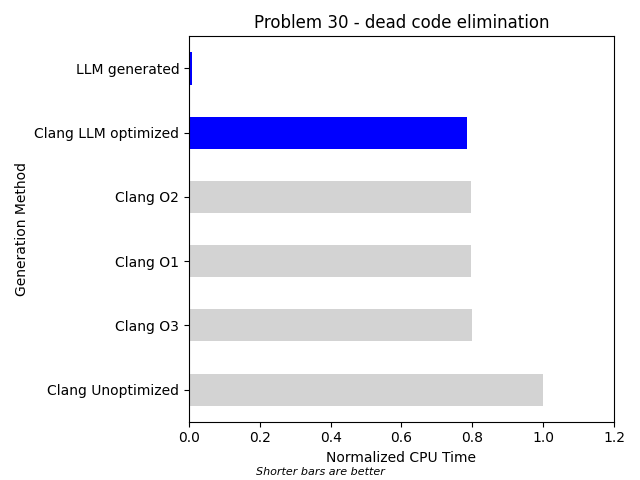 Problem 30 - dead code elimination
LLM generated
Clang LLM optimized
Clang O2
Clang O1
Clang O3
Clang Unoptimized
Generation Method
0.0 0.2 0.4 0.6 0.8 1.0 1.2
Normalized CPU Time
Shorter bars are better